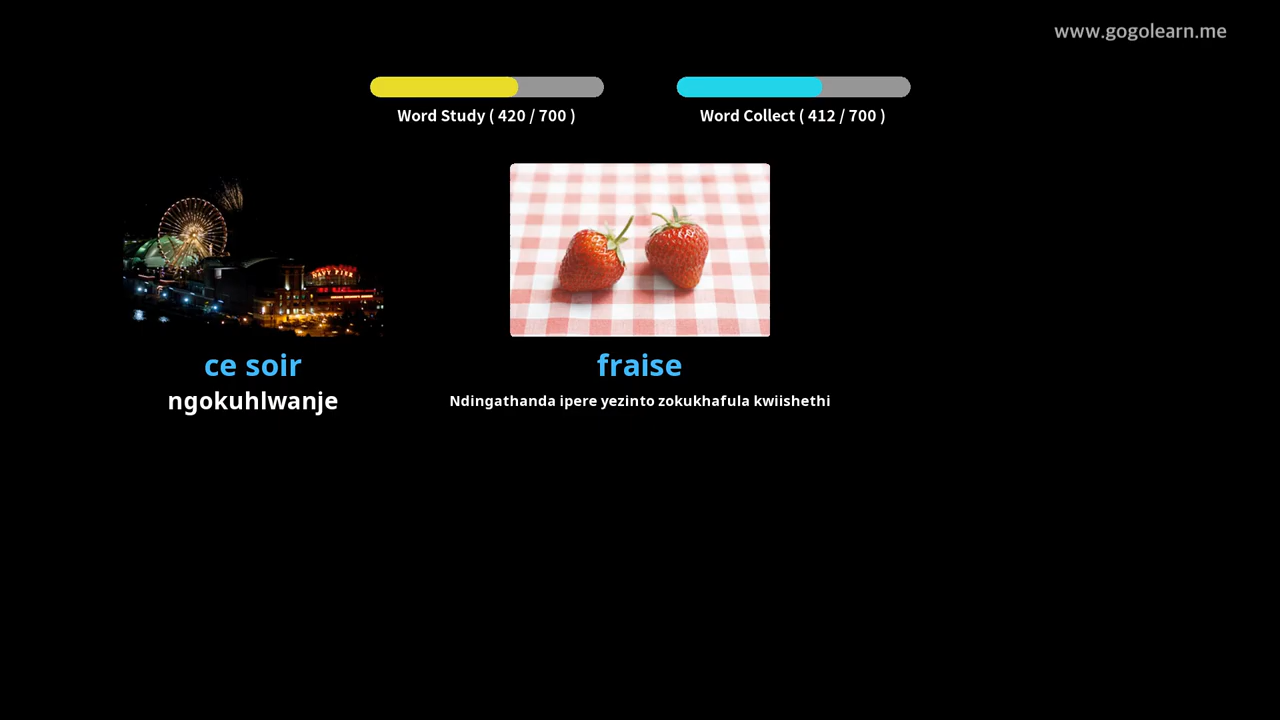 www.gogolearn.me
Word Study ( 420 / 700 )
Word Collect ( 412 / 700 )
ce soir
fraise
ngokuhlwanje
Ndingathanda ipere yezinto zokukhafula kwiishethi